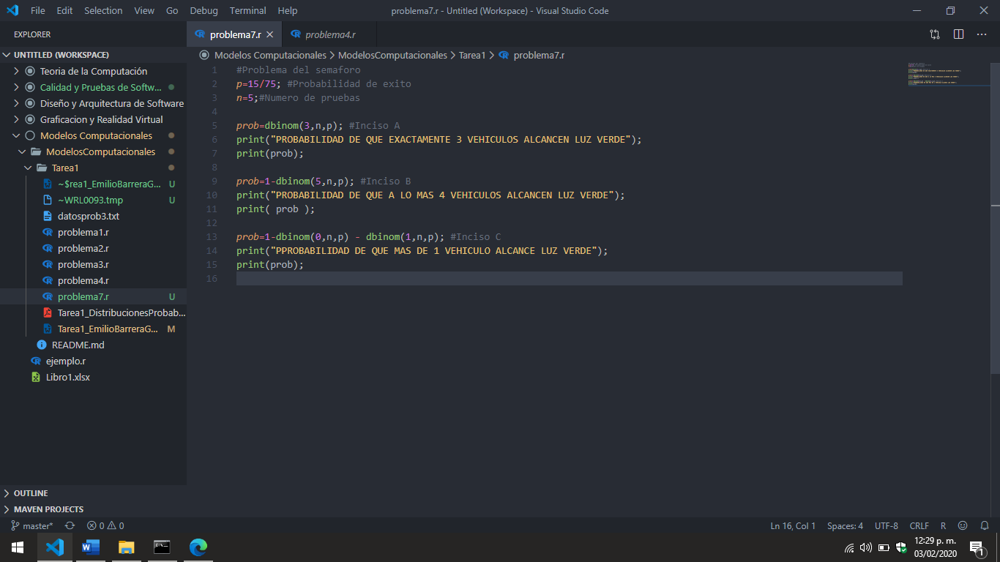 File Edit Selection View Go Debug Terminal Help
problema7.r - Untitled (Workspace) - Visual Studio Code
EXPLORER
problema7.r
problema4.r
UNTITLED (WORKSPACE)
Teoria de la Computación
Calidad y Pruebas de Softw...
Diseño y Arquitectura de Software
Graficacion y Realidad Virtual
Modelos Computacionales
ModelosComputacionales
Tarea1
~$rea1_EmilioBarreraG... U
~WRL0093.tmp U
datosprob3.txt
problema1.r
problema2.r
problema3.r
problema4.r
problema7.r U
Tarea1_DistribucionesProbab...
Tarea1_EmilioBarreraG... M
README.md
ejemplo.r
Libro1.xlsx
OUTLINE
MAVEN PROJECTS
Modelos Computacionales > ModelosComputacionales > Tarea1 > problema7.r
1 #Problema del semaforo
2 p=15/75; #Probabilidad de exito
3 n=5;#Numero de pruebas
4
5 prob=dbinom(3,n,p); #Inciso A
6 print("PROBABILIDAD DE QUE EXACTAMENTE 3 VEHICULOS ALCANCEN LUZ VERDE");
7 print(prob);
8
9 prob=1-dbinom(5,n,p); #Inciso B
10 print("PROBABILIDAD DE QUE A LO MAS 4 VEHICULOS ALCANCEN LUZ VERDE");
11 print( prob );
12
13 prob=1-dbinom(0,n,p) - dbinom(1,n,p); #Inciso C
14 print("PPROBABILIDAD DE QUE MAS DE 1 VEHICULO ALCANCE LUZ VERDE");
15 print(prob);
16
master* 0 0
Ln 16, Col 1 Spaces: 4 UTF-8 CRLF R
12:29 p. m.
03/02/2020
1